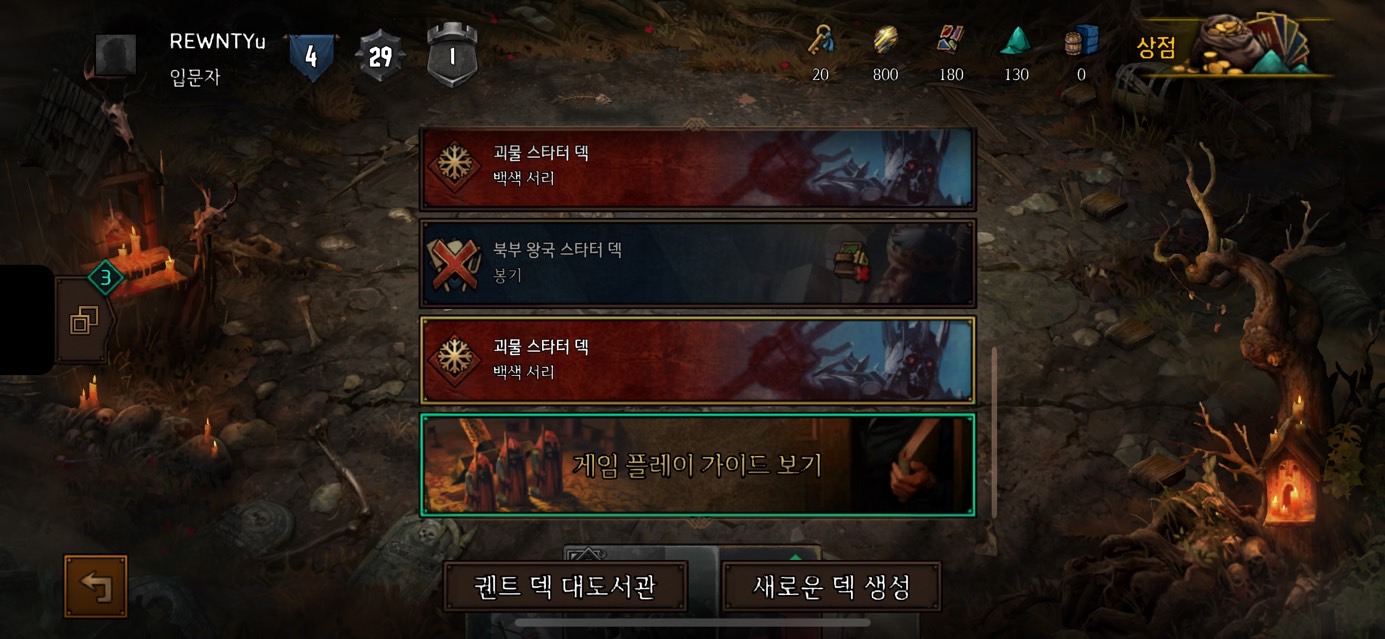 REWNTYu
입문자
4
29
1
20
800
180
130
0
상점
괴물 스타터 덱
백색 서리
북부 왕국 스타터 덱
봉기
3
괴물 스타터 덱
백색 서리
게임 플레이 가이드 보기
궨트 덱 대도서관
새로운 덱 생성